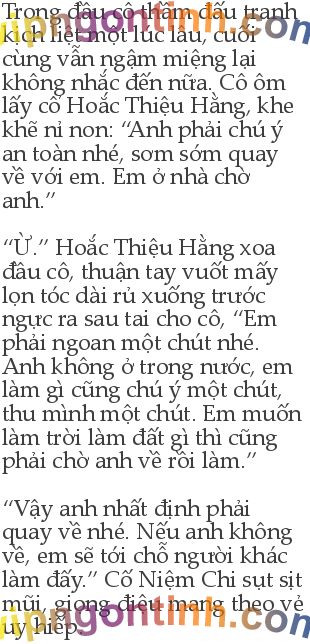 Trong đầu cô thầm đấu tranh
kịch liệt một lúc lâu, cuối
cùng vẫn ngậm miệng lại
không nhắc đến nữa. Cô ôm
lấy cổ Hoắc Thiệu Hằng, khe
khẽ nỉ non: “Anh phải chú ý
an toàn nhé, sơm sớm quay
về với em. Em ở nhà chờ
anh.”
“Ừ.” Hoắc Thiệu Hằng xoa
đầu cô, thuận tay vuốt mấy
lọn tóc dài rủ xuống trước
ngực ra sau tai cho cô, “Em
phải ngoan một chút nhé.
Anh không ở trong nước, em
làm gì cũng chú ý một chút,
thu mình một chút. Em muốn
làm trời làm đất gì thì cũng
phải chờ anh về rồi làm.”
“Vậy anh nhất định phải
quay về nhé. Nếu anh không
về, em sẽ tới chỗ người khác
làm đấy.” Cố Niệm Chi sụt sịt
mũi, giọng điệu mang theo vẻ
uy hiếp.